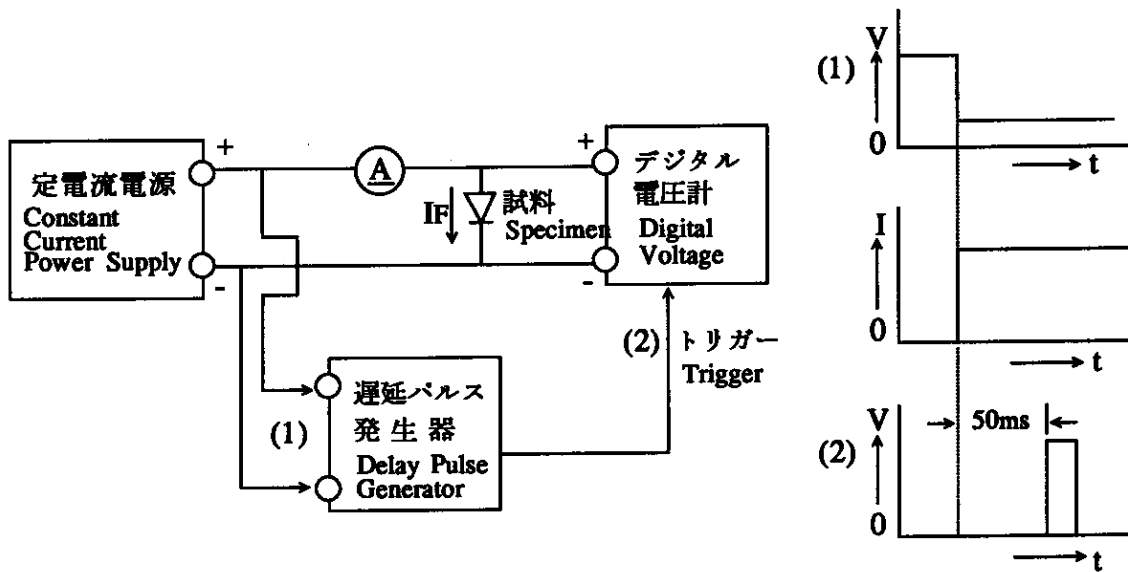 +
定電流電源
Constant
Current
Power Supply
-
A
IF
試料
Specimen
+
デジタル
電圧計
Digital
Voltage
-
(2)
トリガー
Trigger
(1)
遅延パルス
発生器
Delay Pulse
Generator
(1)
V
0
t
I
0
t
(2)
V
50ms
0
t